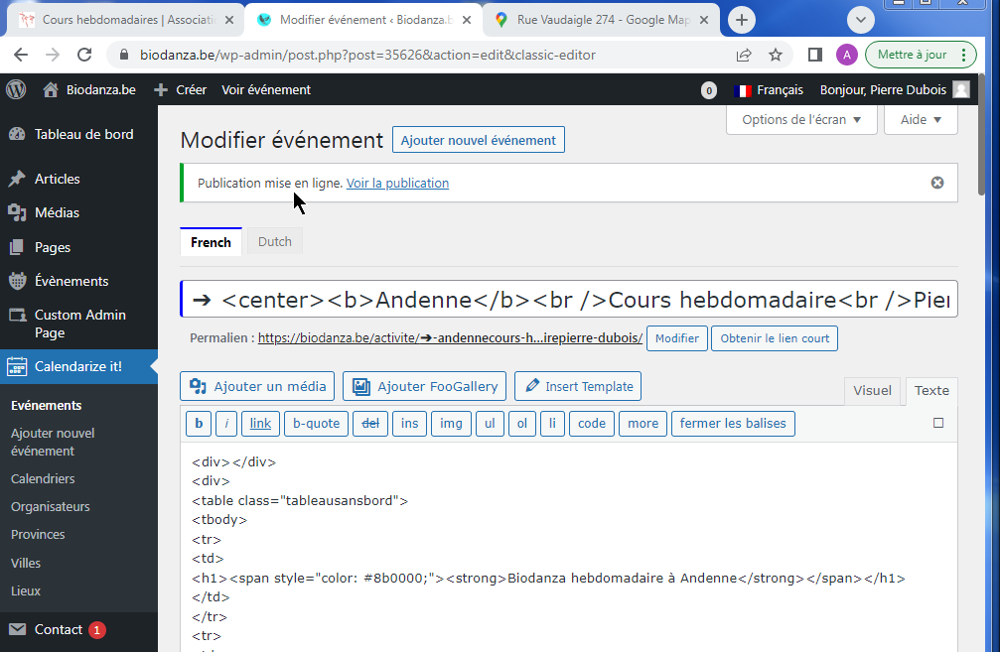 Cours hebdomadaires | Associati
Modifier événement ‹ Biodanza.b
Rue Vaudaigle 274 - Google Map
biodanza.be/wp-admin/post.php?post=35626&action=edit&classic-editor
A
Mettre à jour
Biodanza.be
Créer
Voir événement
0
Français
Bonjour, Pierre Dubois
Tableau de bord
Articles
Médias
Pages
Évènements
Custom Admin
Page
Calendarize it!
Evénements
Ajouter nouvel
événement
Calendriers
Organisateurs
Provinces
Villes
Lieux
Contact 1
Options de l'écran ▼
Aide ▼
Modifier événement
Ajouter nouvel événement
Publication mise en ligne. Voir la publication
French
Dutch
➔ <center><b>Andenne</b><br />Cours hebdomadaire<br />Pier
Permalien : https://biodanza.be/activite/➔-andennecours-h...irepierre-dubois/
Modifier
Obtenir le lien court
Ajouter un média
Ajouter FooGallery
Insert Template
Visuel
Texte
b
i
link
b-quote
del
ins
img
ul
ol
li
code
more
fermer les balises
<div></div>
<div>
<table class="tableausansbord">
<tbody>
<tr>
<td>
<h1><span style="color: #8b0000;"><strong>Biodanza hebdomadaire à Andenne</strong></span></h1>
</td>
</tr>
<tr>